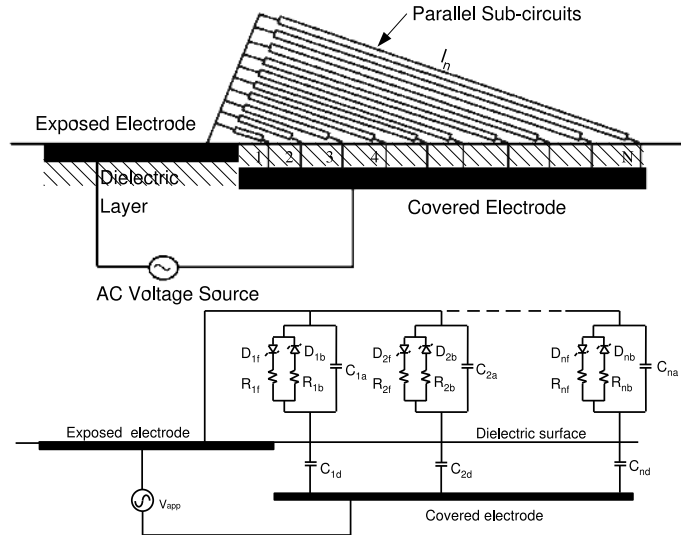 Parallel Sub-circuits
lη
Exposed Electrode
1 2 3 4 N
Dielectric
Layer
Covered Electrode
AC Voltage Source
D1f D1b C1a R1f R1b
D2f D2b C2a R2f R2b
Dnf Dnb Cna Rnf Rnb
Exposed electrode
Dielectric surface
C1d C2d Cnd
Vapp
Covered electrode